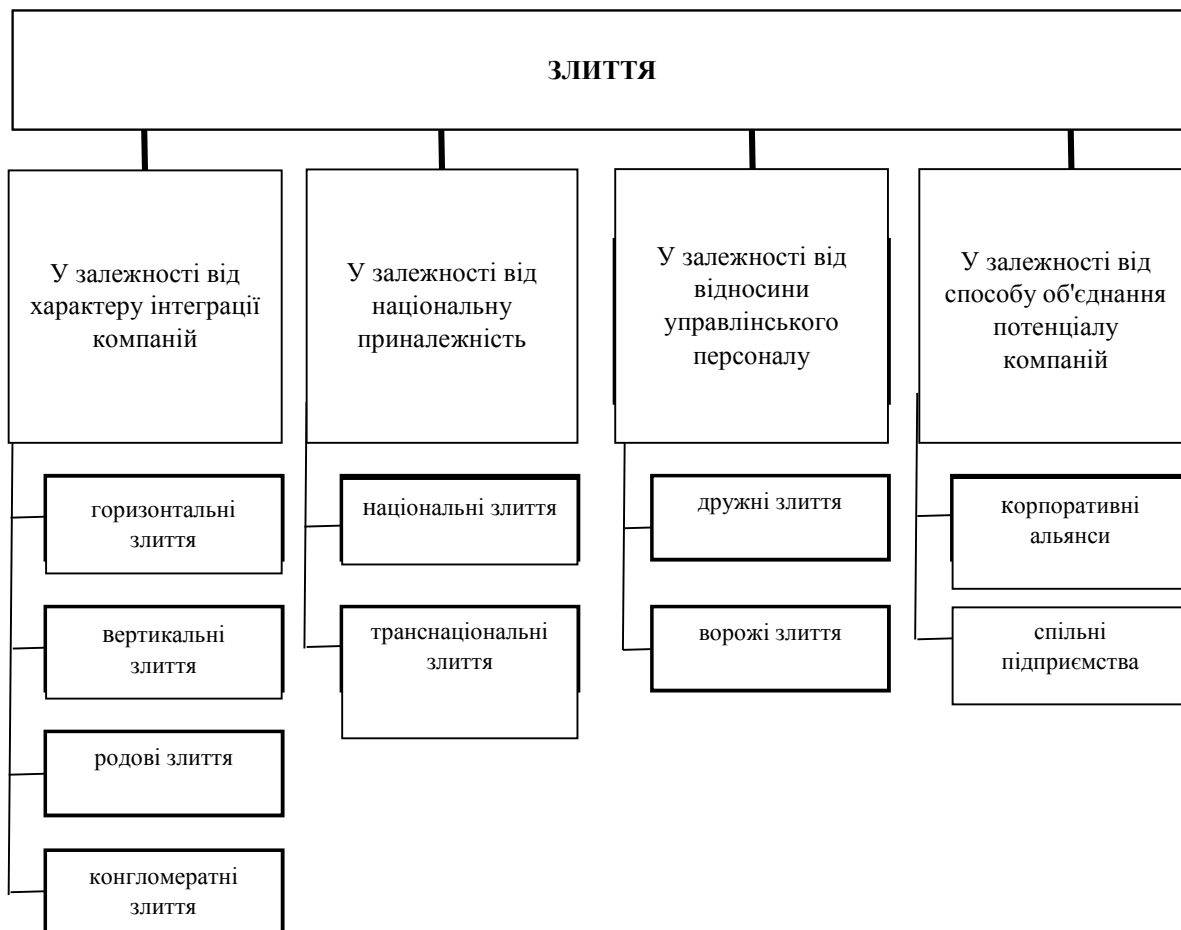 ЗЛИТТЯ
У залежності від
характеру інтеграції
компаній
У залежності від
національну
приналежність
У залежності від
відносини
управлінського
персоналу
У залежності від
способу об'єднання
потенціалу
компаній
горизонтальні
злиття
вертикальні
злиття
родові злиття
конгломератні
злиття
національні злиття
транснаціональні
злиття
дружні злиття
ворожі злиття
корпоративні
альянси
спільні
підприємства